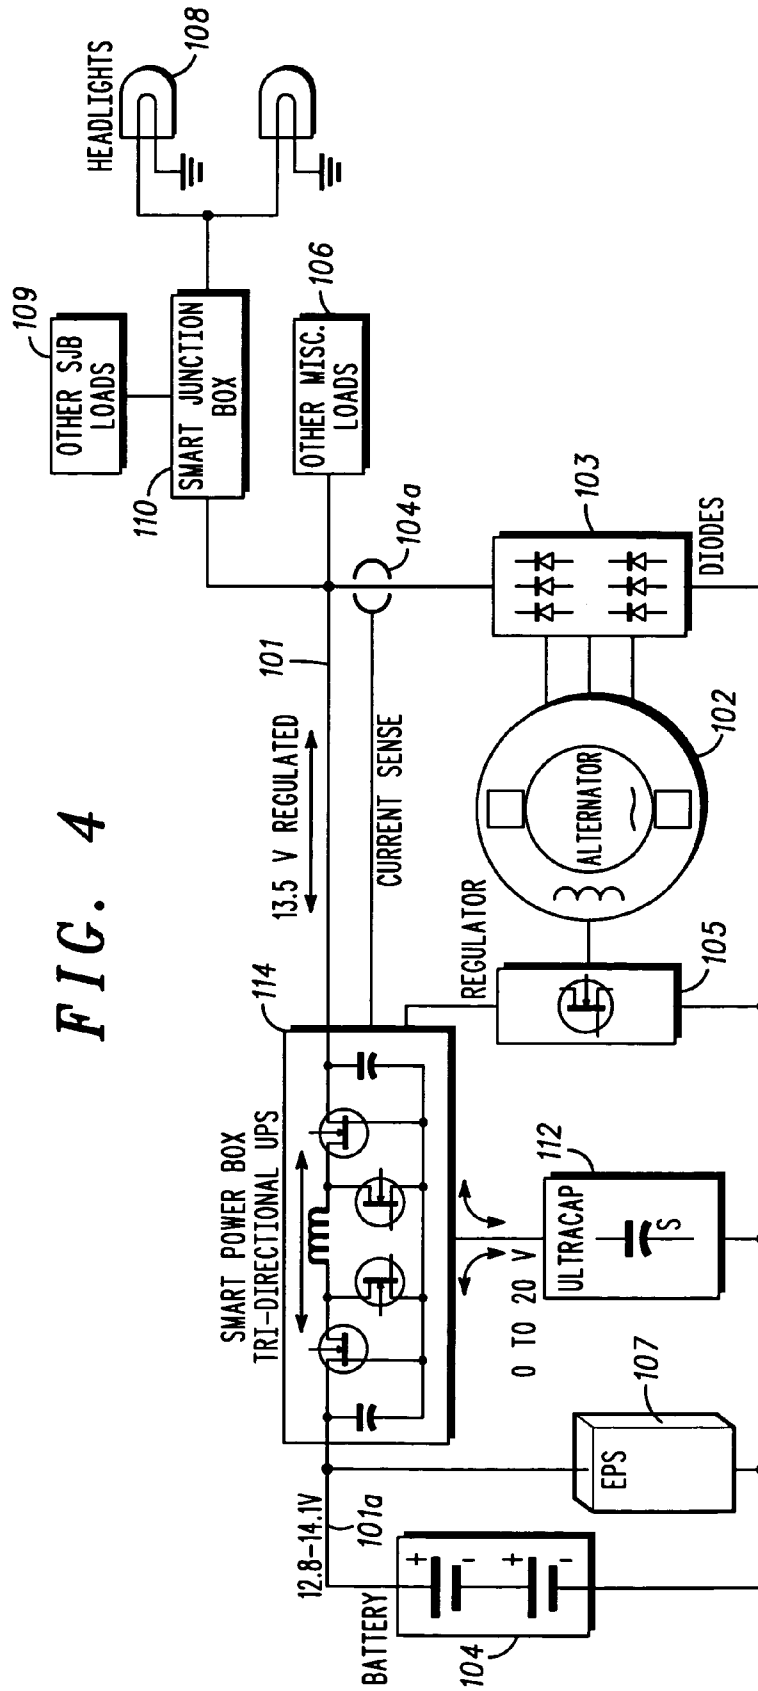 FIG. 4
HEADLIGHTS
108
109
OTHER SJB
LOADS
SMART JUNCTION
BOX
110
OTHER MISC.
LOADS
106
104a
103
DIODES
101
13.5 V REGULATED
CURRENT SENSE
ALTERNATOR
102
REGULATOR
105
114
SMART POWER BOX
TRI-DIRECTIONAL UPS
0 TO 20 V
ULTRACAP
S
112
EPS
107
12.8-14.1V
101a
BATTERY
+
-
+
-
104